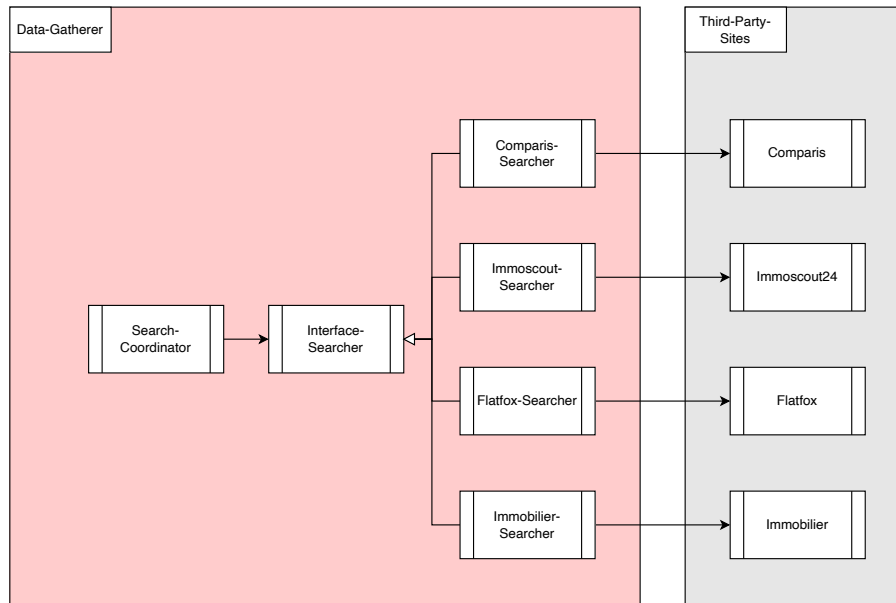 Data-Gatherer
Third-Party-
Sites
Comparis-
Searcher
Comparis
Immoscout-
Searcher
Immoscout24
Search-
Coordinator
Interface-
Searcher
Flatfox-Searcher
Flatfox
Immobilier-
Searcher
Immobilier